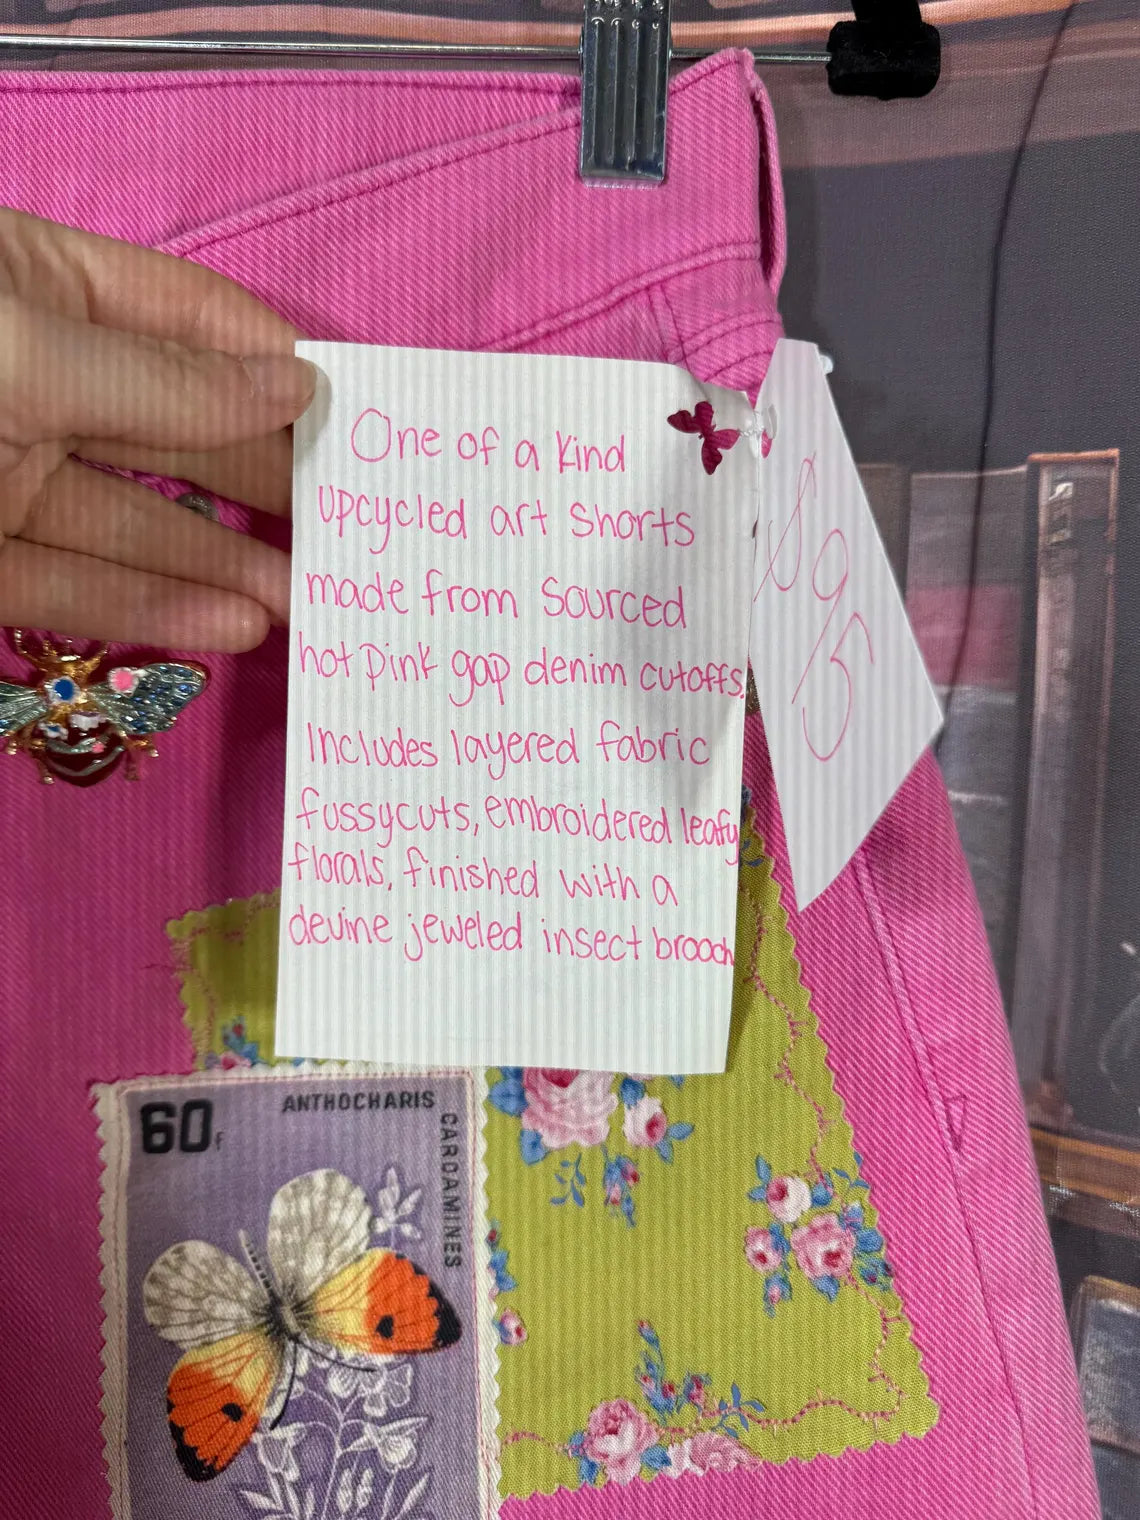 One of a kind
upcycled art shorts
made from sourced
hot pink gap denim cutoffs.
Includes layered fabric
fussycuts, embroidered leafy
florals, finished with a
devine jeweled insect brooch
$95
60F
ANTHOCHARIS
CARDAMINES